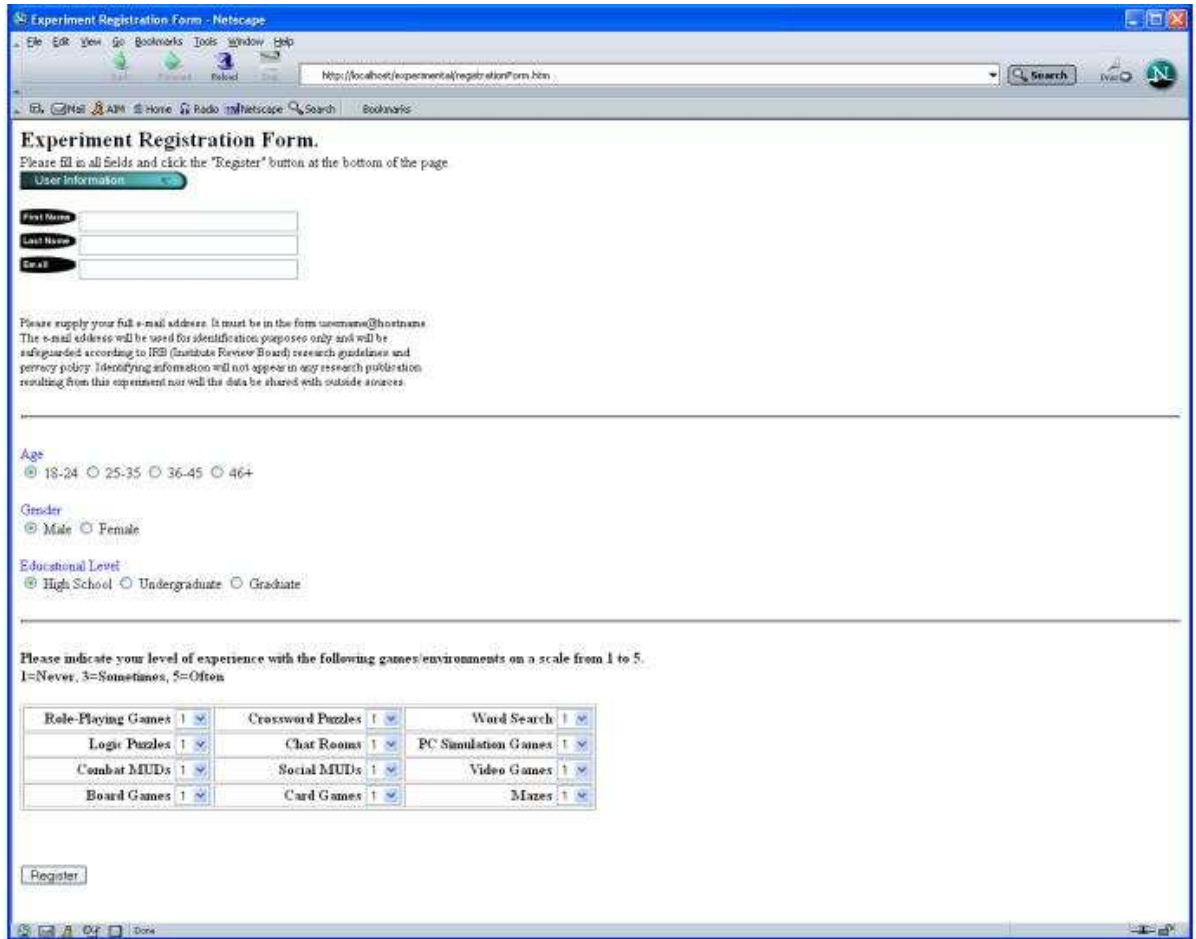 Experiment Registration Form - Netscape
File Edit View Go Bookmarks Tools Window Help
Reload
http://localhost/experimental/registrationForm.htm
Search
N
Mail AIM Home Radio Netscape Search Bookmarks
Experiment Registration Form.
Please fill in all fields and click the "Register" button at the bottom of the page
User Information
First Name
Last Name
Email
Please supply your full e-mail address. It must be in the form username@hostname
The e-mail address will be used for identification purposes only and will be
safeguarded according to IRB (Institute Review Board) research guidelines and
pervacy policy. Identifying information will not appear in any research publication
resulting from this experiment nor will the data be shared with outside sources.
Age
18-24 25-35 36-45 46+
Gender
Male Female
Educational Level
High School Undergraduate Graduate
Please indicate your level of experience with the following games/environments on a scale from 1 to 5.
1=Never, 3=Sometimes, 5=Often
Role-Playing Games 1 Crossword Puzzles 1 Word Search 1
Logic Puzzles 1 Chat Rooms 1 PC Simulation Games 1
Combat MUDs 1 Social MUDs 1 Video Games 1
Board Games 1 Card Games 1 Mazes 1
Register
Done